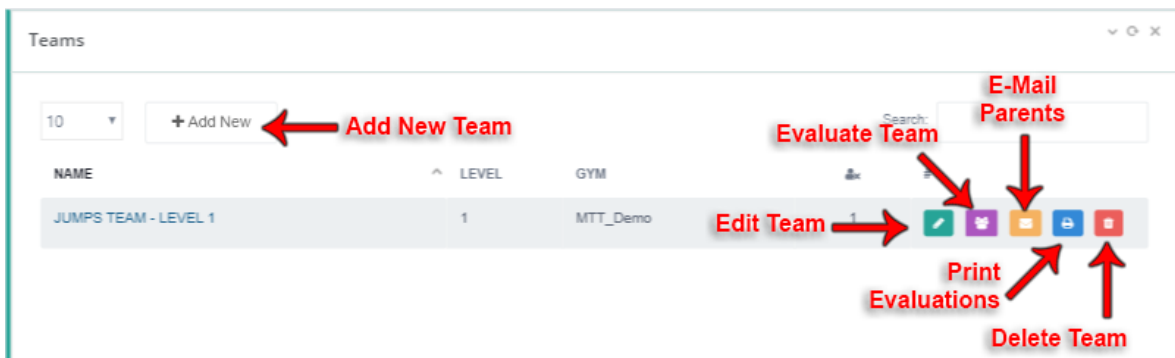 Teams
E-Mail
Parents
10
+ Add New
Add New Team
Search:
Evaluate Team
NAME
LEVEL
GYM
JUMPS TEAM - LEVEL 1
1
MTT_Demo
1
Edit Team
Print
Evaluations
Delete Team